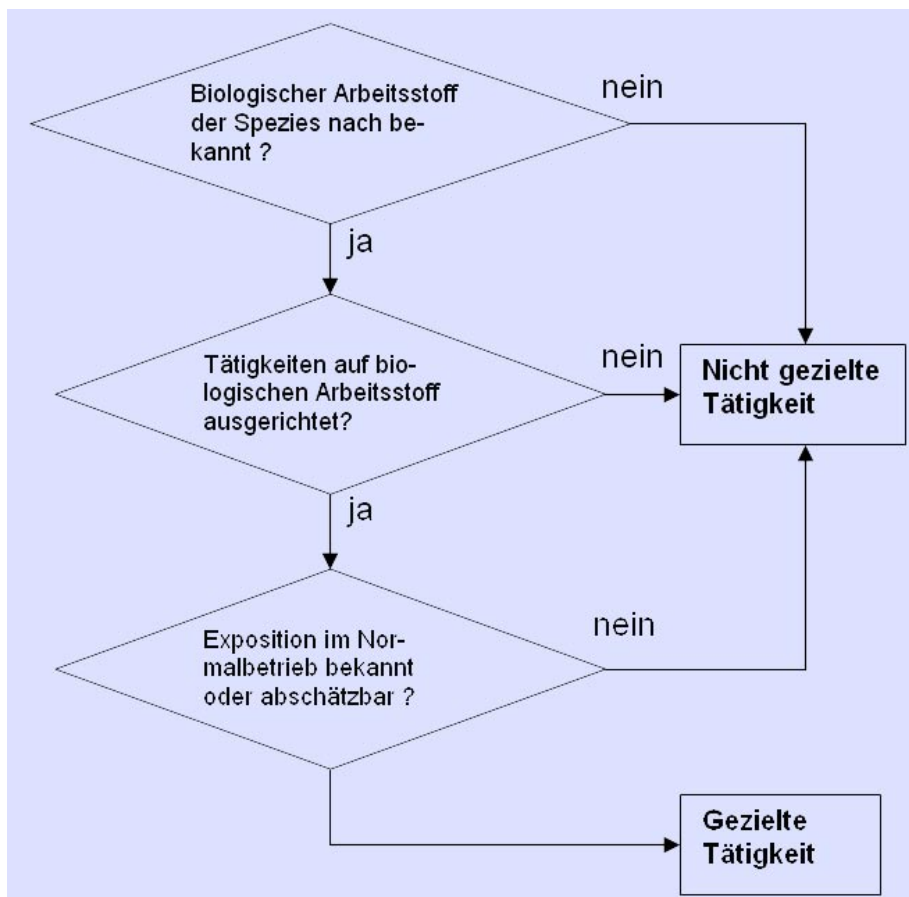 Biologischer Arbeitsstoff
der Spezies nach be-
kannt ?
nein
ja
Tätigkeiten auf bio-
logischen Arbeitsstoff
ausgerichtet?
nein
Nicht gezielte
Tätigkeit
ja
Exposition im Nor-
malbetrieb bekannt
oder abschätzbar ?
nein
Gezielte
Tätigkeit